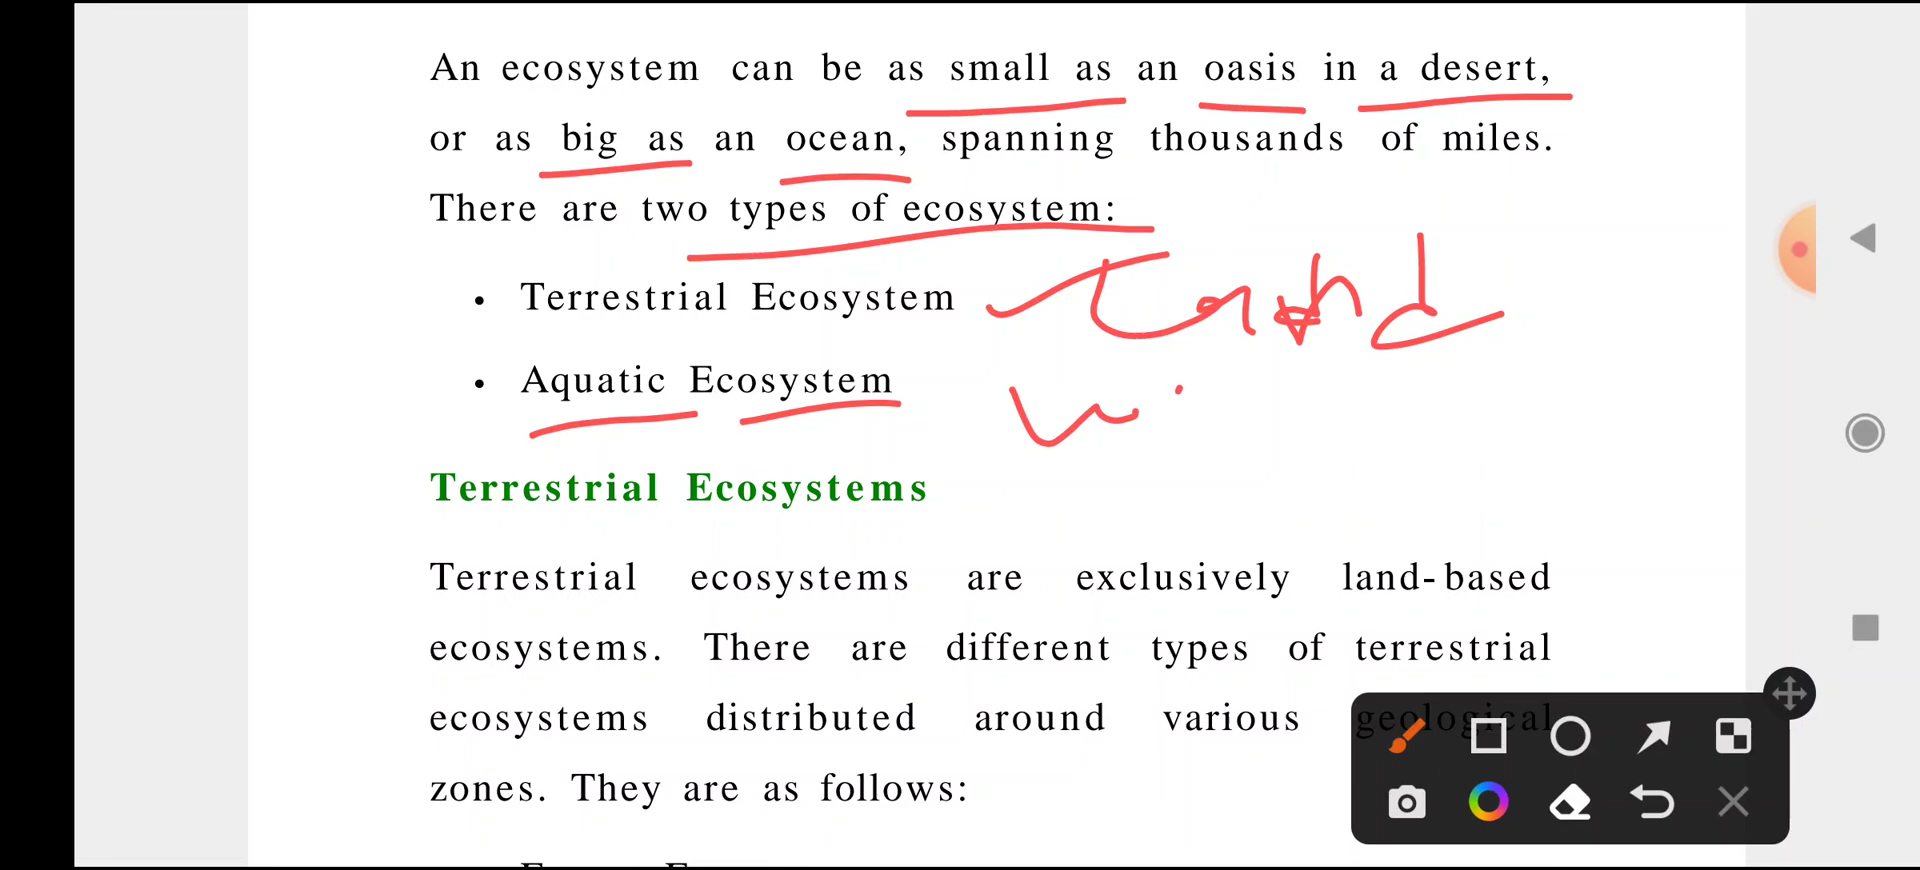 An ecosystem can be as small as an oasis in a desert,
or as big as an ocean, spanning thousands of miles.
There are two types of ecosystem:
• Terrestrial Ecosystem
Land
• Aquatic Ecosystem
Terrestrial Ecosystems
Terrestrial ecosystems are exclusively land-based
ecosystems. There are different types of terrestrial
ecosystems distributed around various geological
zones. They are as follows: